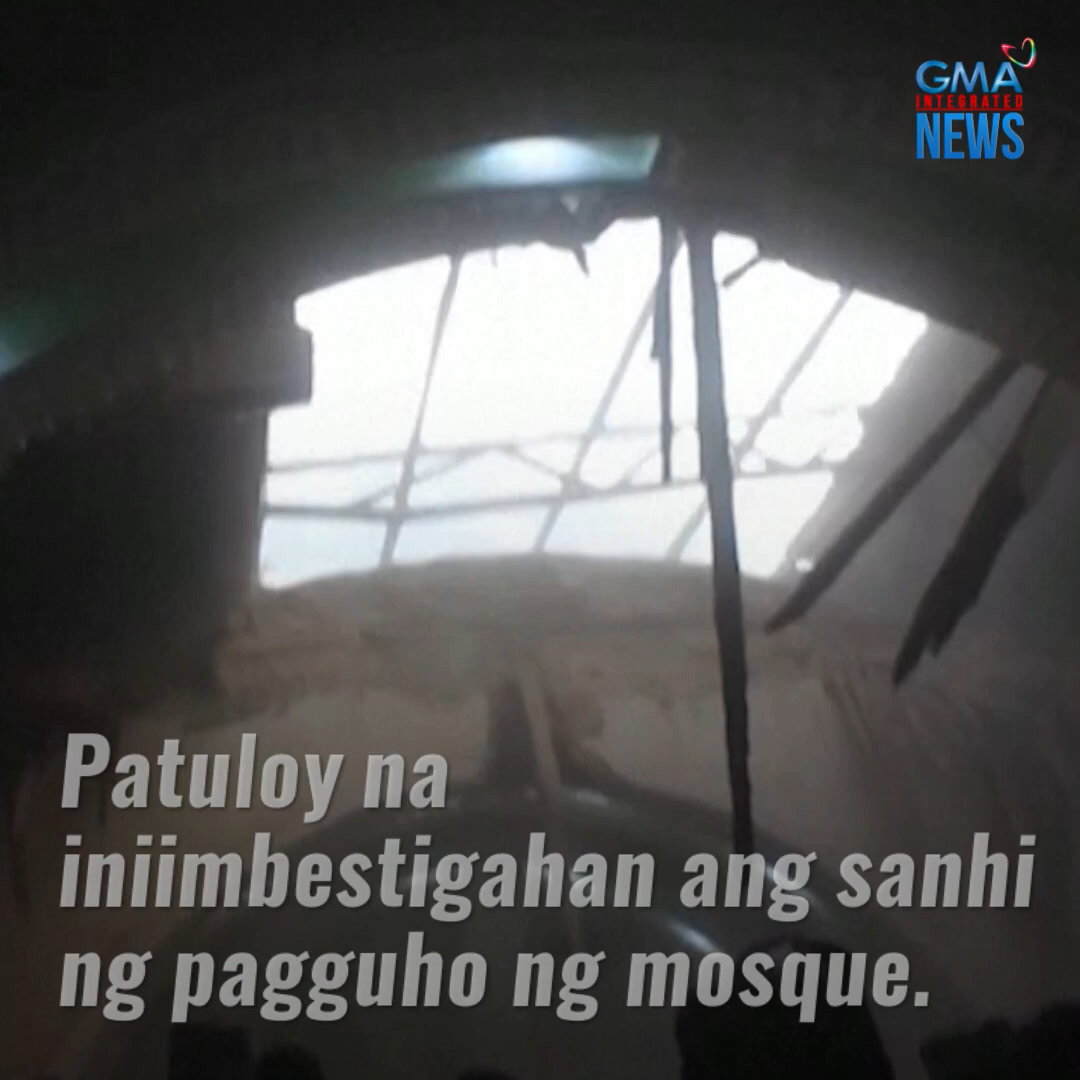 GMA
INTEGRATED
NEWS
Patuloy na
iniimbestigahan ang sanhi
ng pagguho ng mosque.